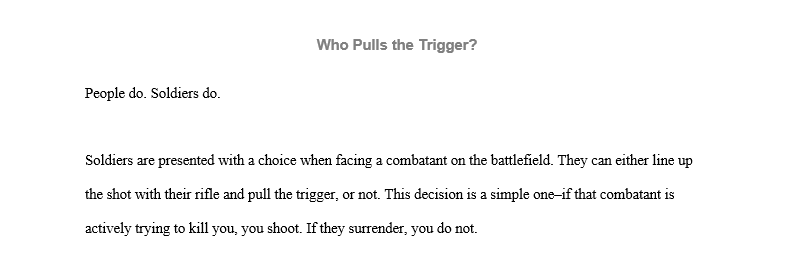 Who Pulls the Trigger?
People do. Soldiers do.
Soldiers are presented with a choice when facing a combatant on the battlefield. They can either line up
the shot with their rifle and pull the trigger, or not. This decision is a simple one–if that combatant is
actively trying to kill you, you shoot. If they surrender, you do not.